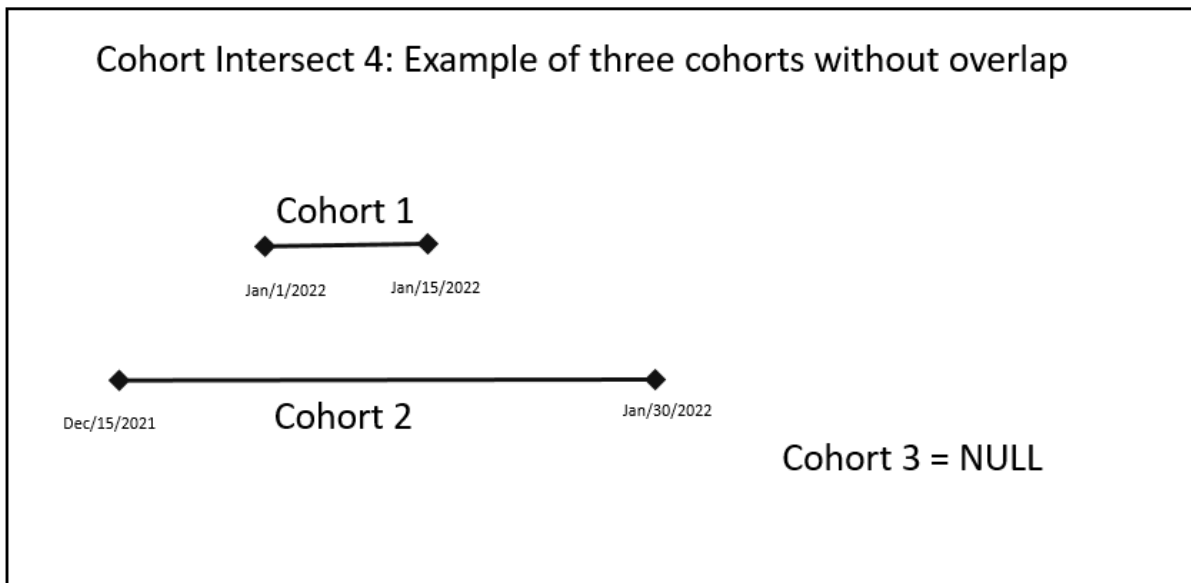 Cohort Intersect 4: Example of three cohorts without overlap
Cohort 1
Jan/1/2022
Jan/15/2022
Dec/15/2021
Cohort 2
Jan/30/2022
Cohort 3 = NULL